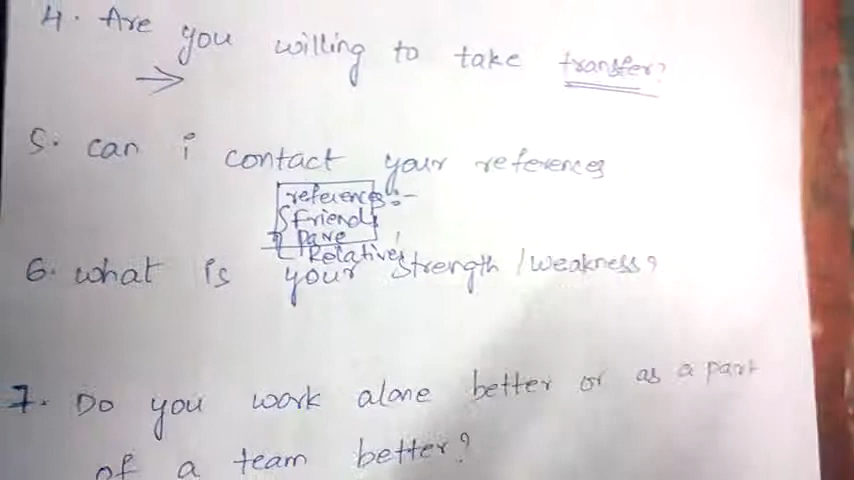 4. Are you willing to take transfer?
5. can i contact your references
references:-
Friends
Relatives
6. what is your strength / weakness?
7. Do you work alone better or as a part
of a team better?